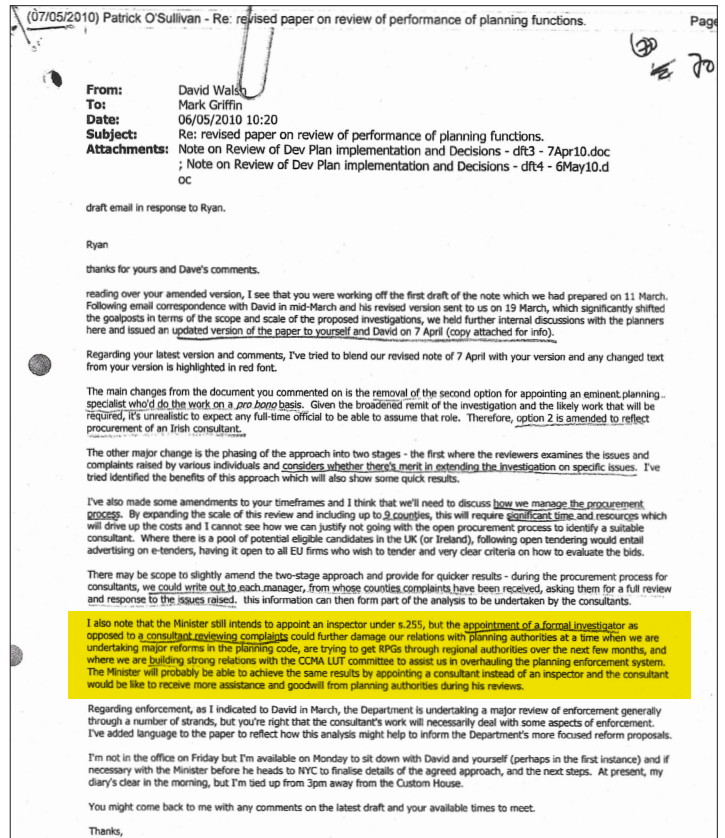 (07/05/2010) Patrick O'Sullivan - Re: revised paper on review of performance of planning functions. Page
70
From: David Walsh
To: Mark Griffin
Date: 06/05/2010 10:20
Subject: Re: revised paper on review of performance of planning functions.
Attachments: Note on Review of Dev Plan implementation and Decisions - dft3 - 7Apr10.doc
; Note on Review of Dev Plan implementation and Decisions - dft4 - 6May10.d
oc
draft email in response to Ryan.
Ryan
thanks for yours and Dave's comments.
reading over your amended version, I see that you were working off the first draft of the note which we had prepared on 11 March.
Following email correspondence with David in mid-March and his revised version sent to us on 19 March, which significantly shifted
the goalposts in terms of the scope and scale of the proposed investigations, we held further internal discussions with the planners
here and issued an updated version of the paper to yourself and David on 7 April (copy attached for info).
Regarding your latest version and comments, I've tried to blend our revised note of 7 April with your version and any changed text
from your version is highlighted in red font.
The main changes from the document you commented on is the removal of the second option for appointing an eminent planning
specialist who'd do the work on a pro bono basis. Given the broadened remit of the investigation and the likely work that will be
required, it's unrealistic to expect any full-time official to be able to assume that role. Therefore, option 2 is amended to reflect
procurement of an Irish consultant.
The other major change is the phasing of the approach into two stages - the first where the reviewers examine the issues and
complaints raised by various individuals and considers whether there's merit in extending the investigation on specific issues. I've
tried identified the benefits of this approach which will also show some quick results.
I've also made some amendments to your timeframes and I think that we'll need to discuss how we manage the procurement
process. By expanding the scale of this review and including up to 9 counties, this will require significant time and resources which
will drive up the costs and I cannot see how we can justify not going with the open procurement process to identify a suitable
consultant. Where there is a pool of potential eligible candidates in the UK (or Ireland), following open tendering would entail
advertising on e-tenders, having it open to all EU firms who wish to tender and very clear criteria on how to evaluate the bids.
There may be scope to slightly amend the two-stage approach and provide for quicker results - during the procurement process for
consultants, we could write out to each manager, from whose counties complaints have been received, asking them for a full review
and response to the issues raised. this information can then form part of the analysis to be undertaken by the consultants.
I also note that the Minister still intends to appoint an inspector under s.255, but the appointment of a formal investigator as
opposed to a consultant reviewing complaints could further damage our relations with planning authorities at a time when we are
undertaking major reforms in the planning code, are trying to get RPGs through regional authorities over the next few months, and
where we are building strong relations with the CCMA LUT committee to assist us in overhauling the planning enforcement system.
The Minister will probably be able to achieve the same results by appointing a consultant instead of an inspector and the consultant
would be like to receive more assistance and goodwill from planning authorities during his reviews.
Regarding enforcement, as I indicated to David in March, the Department is undertaking a major review of enforcement generally
through a number of strands, but you're right that the consultant's work will necessarily deal with some aspects of enforcement.
I've added language to the paper to reflect how this analysis might help to inform the Department's more focused reform proposals.
I'm not in the office on Friday but I'm available on Monday to sit down with David and yourself (perhaps in the first instance) and if
necessary with the Minister before he heads to NYC to finalise details of the agreed approach, and the next steps. At present, my
diary's clear in the morning, but I'm tied up from 3pm away from the Custom House.
You might come back to me with any comments on the latest draft and your available times to meet.
Thanks,